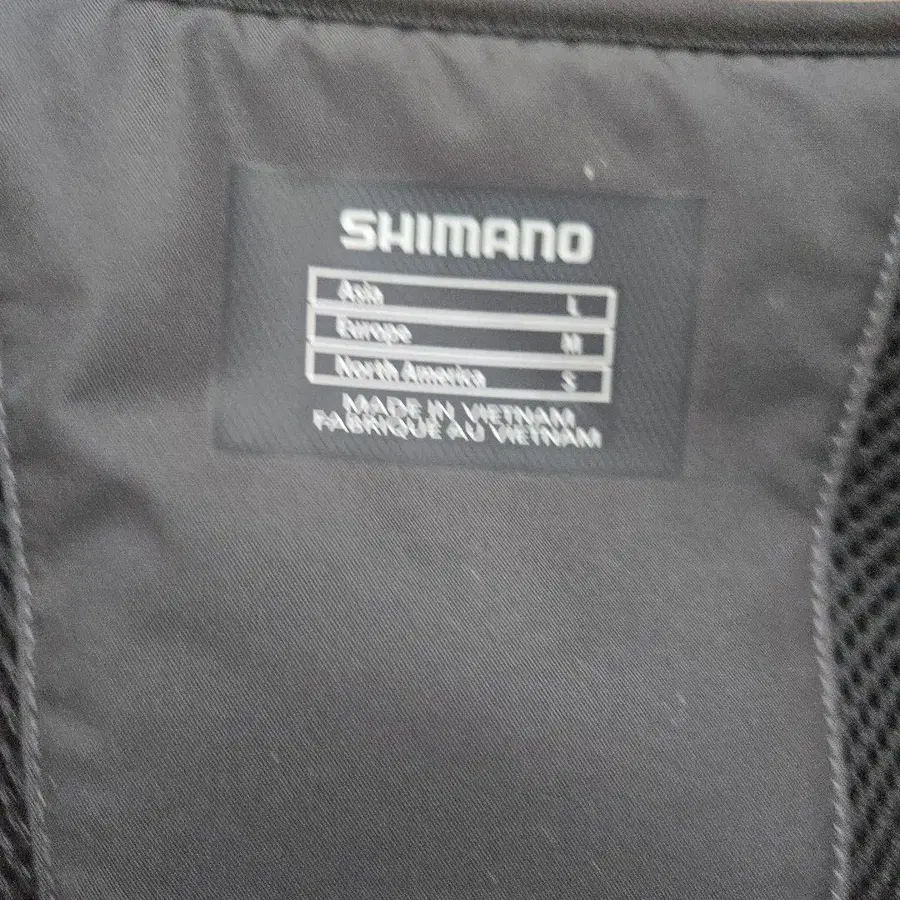 SHIMANO
Asia L
Europe M
North America S
MADE IN VIETNAM
FABRIQUE AU VIETNAM